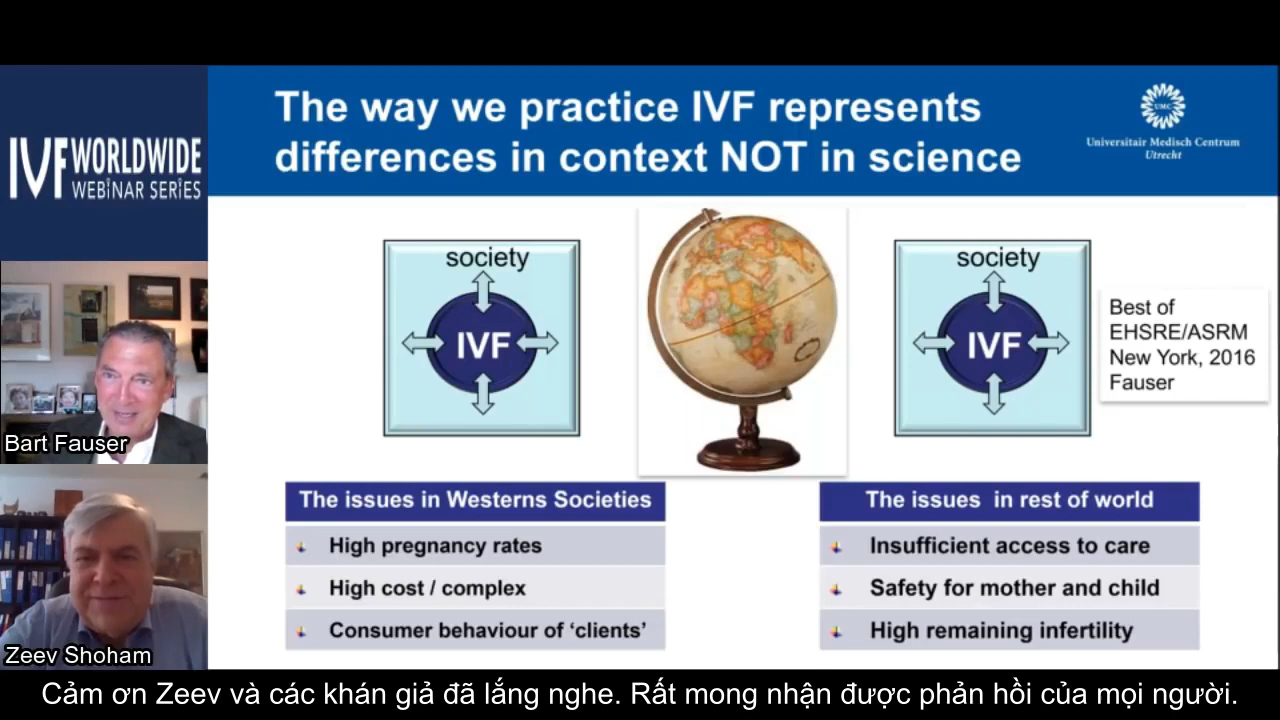 IVF WORLDWIDE
WEBINAR SERIES
The way we practice IVF represents
differences in context NOT in science
UMC
Universitair Medisch Centrum
Utrecht
society
IVF
society
IVF
Best of
EHSRE/ASRM
New York, 2016
Fauser
The issues in Westerns Societies
High pregnancy rates
High cost / complex
Consumer behaviour of ‘clients’
The issues in rest of world
Insufficient access to care
Safety for mother and child
High remaining infertility
Bart Fauser
Zeev Shoham
Cảm ơn Zeev và các khán giả đã lắng nghe. Rất mong nhận được phản hồi của mọi người.